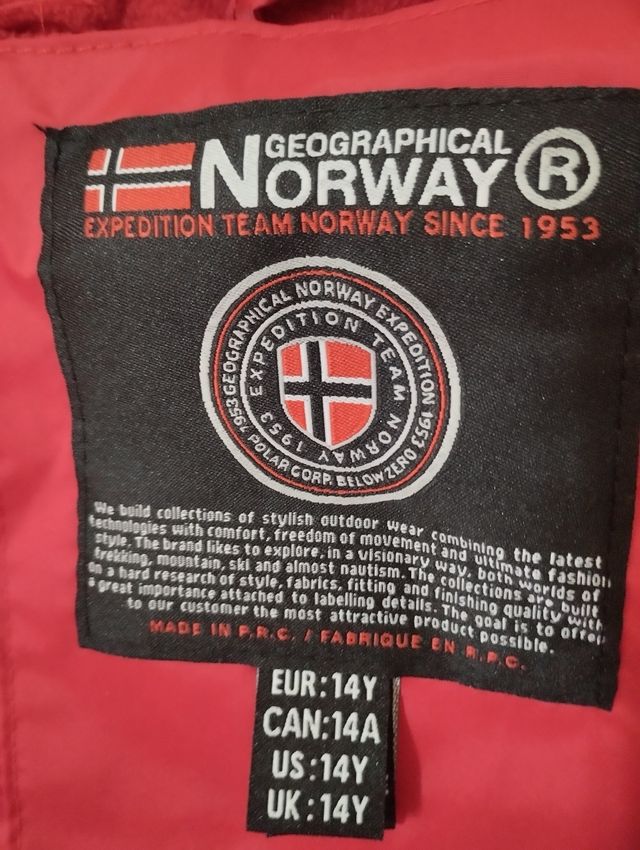 GEOGRAPHICAL
NORWAY ®
EXPEDITION TEAM NORWAY SINCE 1953
GEOGRAPHICAL NORWAY EXPEDITION 1953
EXPEDITION TEAM NORWAY 1953
1953 POLAR CORP. BELOW ZERO
We build collections of stylish outdoor wear combining the latest
technologies with comfort, freedom of movement and ultimate fashion
style. The brand likes to explore, in a visionary way, both worlds of
trekking, mountain, ski and almost nautism. The collections are built
on a hard research of style, fabrics, fitting and finishing quality with
a great importance attached to labelling details. The goal is to offer
to our customer the most attractive product possible.
MADE IN P.R.C. / FABRIQUE EN R.P.C.
EUR:14Y
CAN:14A
US:14Y
UK:14Y